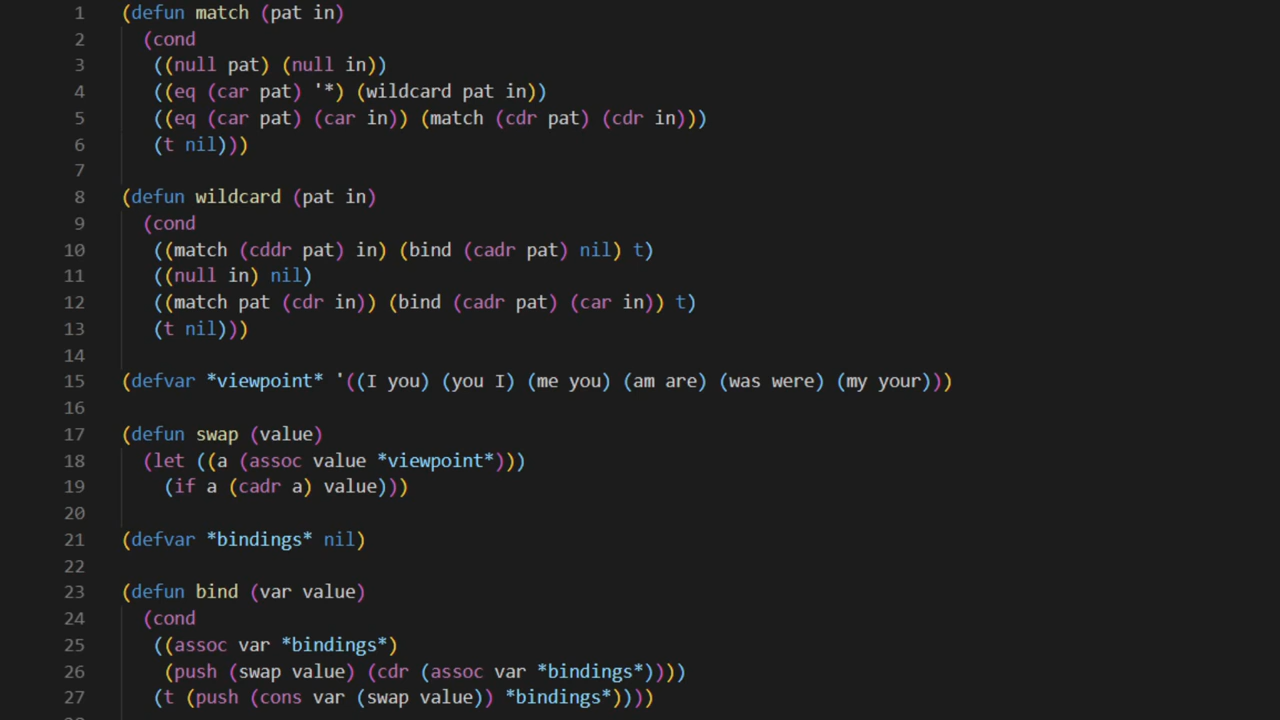 1 (defun match (pat in)
2 (cond
3 ((null pat) (null in))
4 ((eq (car pat) '*) (wildcard pat in))
5 ((eq (car pat) (car in)) (match (cdr pat) (cdr in)))
6 (t nil)))
7
8 (defun wildcard (pat in)
9 (cond
10 ((match (cddr pat) in) (bind (cadr pat) nil) t)
11 ((null in) nil)
12 ((match pat (cdr in)) (bind (cadr pat) (car in)) t)
13 (t nil)))
14
15 (defvar *viewpoint* '((I you) (you I) (me you) (am are) (was were) (my your)))
16
17 (defun swap (value)
18 (let ((a (assoc value *viewpoint*)))
19 (if a (cadr a) value)))
20
21 (defvar *bindings* nil)
22
23 (defun bind (var value)
24 (cond
25 ((assoc var *bindings*)
26 (push (swap value) (cdr (assoc var *bindings*))))
27 (t (push (cons var (swap value)) *bindings*))))